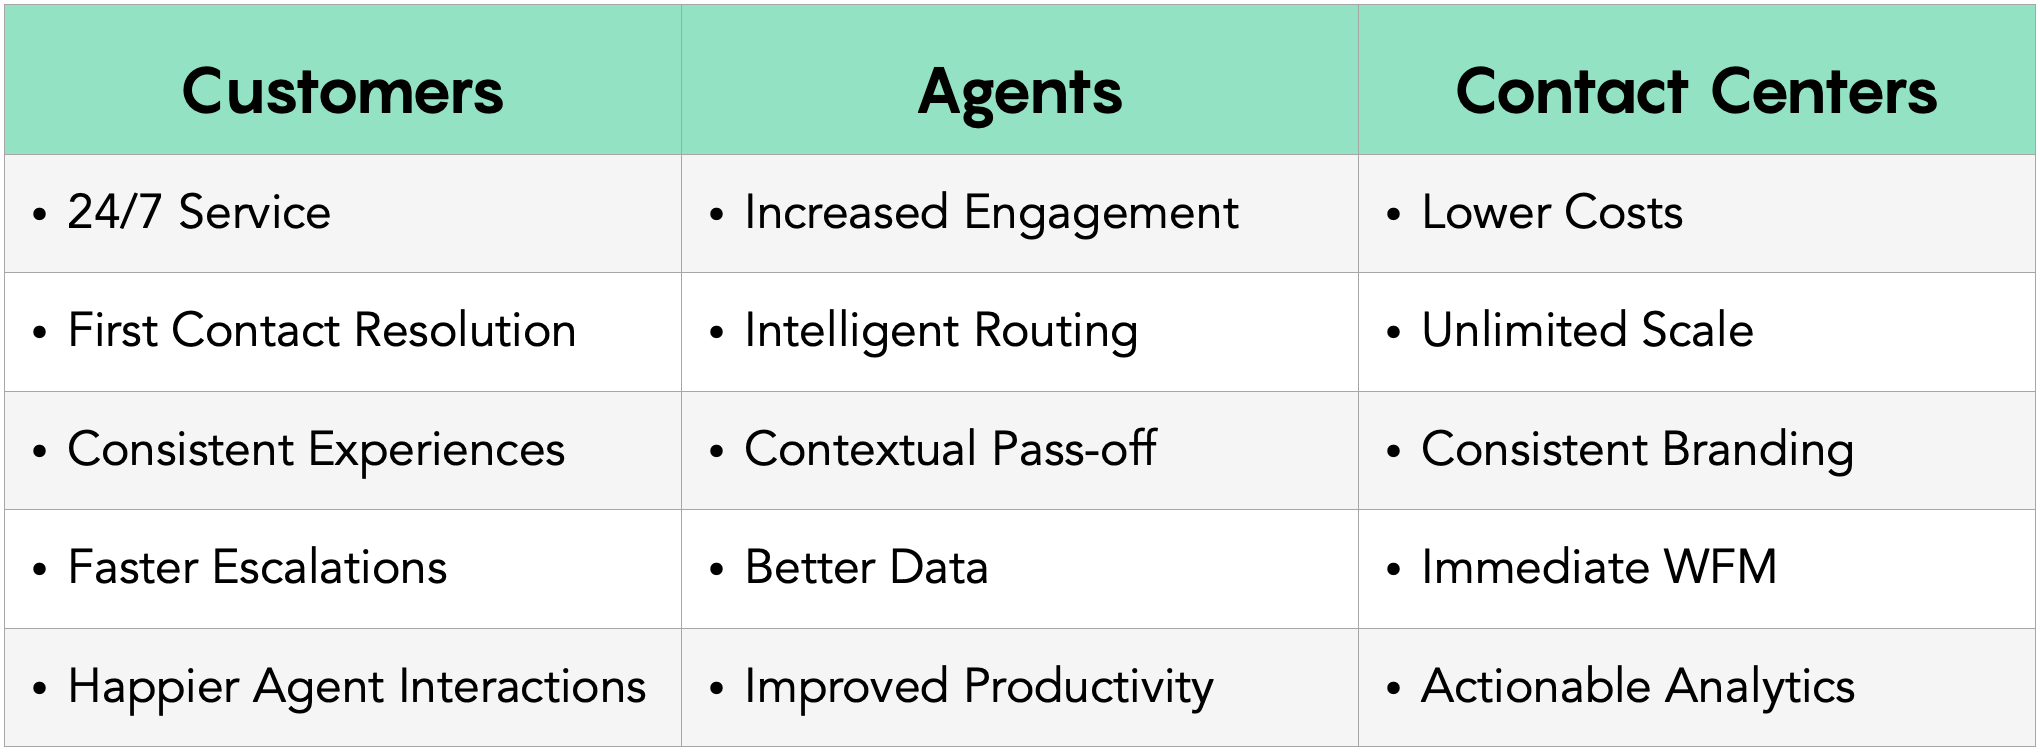 Customers
Agents
Contact Centers
• 24/7 Service
• Increased Engagement
• Lower Costs
• First Contact Resolution
• Intelligent Routing
• Unlimited Scale
• Consistent Experiences
• Contextual Pass-off
• Consistent Branding
• Faster Escalations
• Better Data
• Immediate WFM
• Happier Agent Interactions
• Improved Productivity
• Actionable Analytics